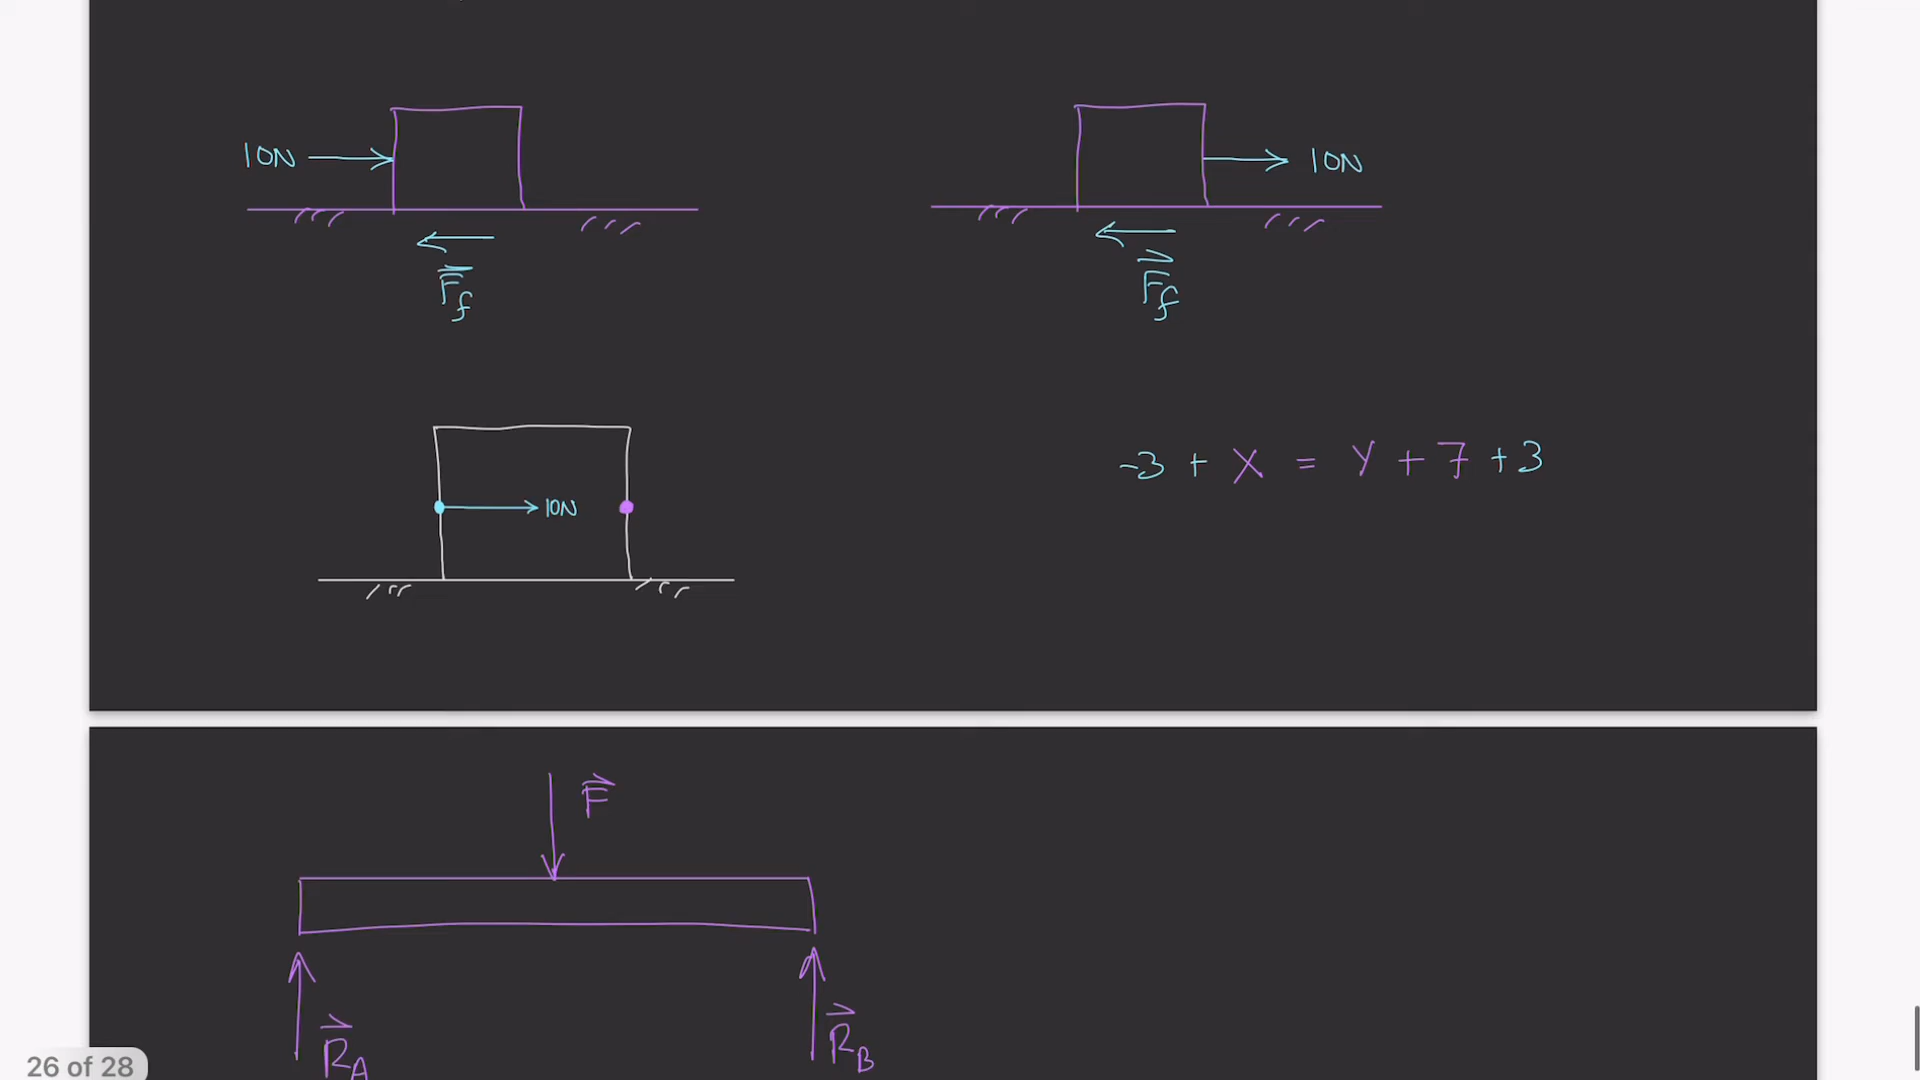 10N
10N
F⃗f
F⃗f
-3 + X = Y + 7 + 3
10N
F⃗
R⃗A
R⃗B
26 of 28